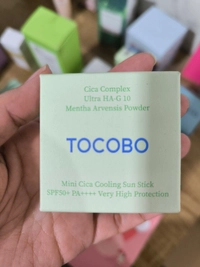 Cica Complex
Ultra HA-G 10
Mentha Arvensis Powder
TOCOBO
Mini Cica Cooling Sun Stick
SPF50+ PA++++ Very High Protection